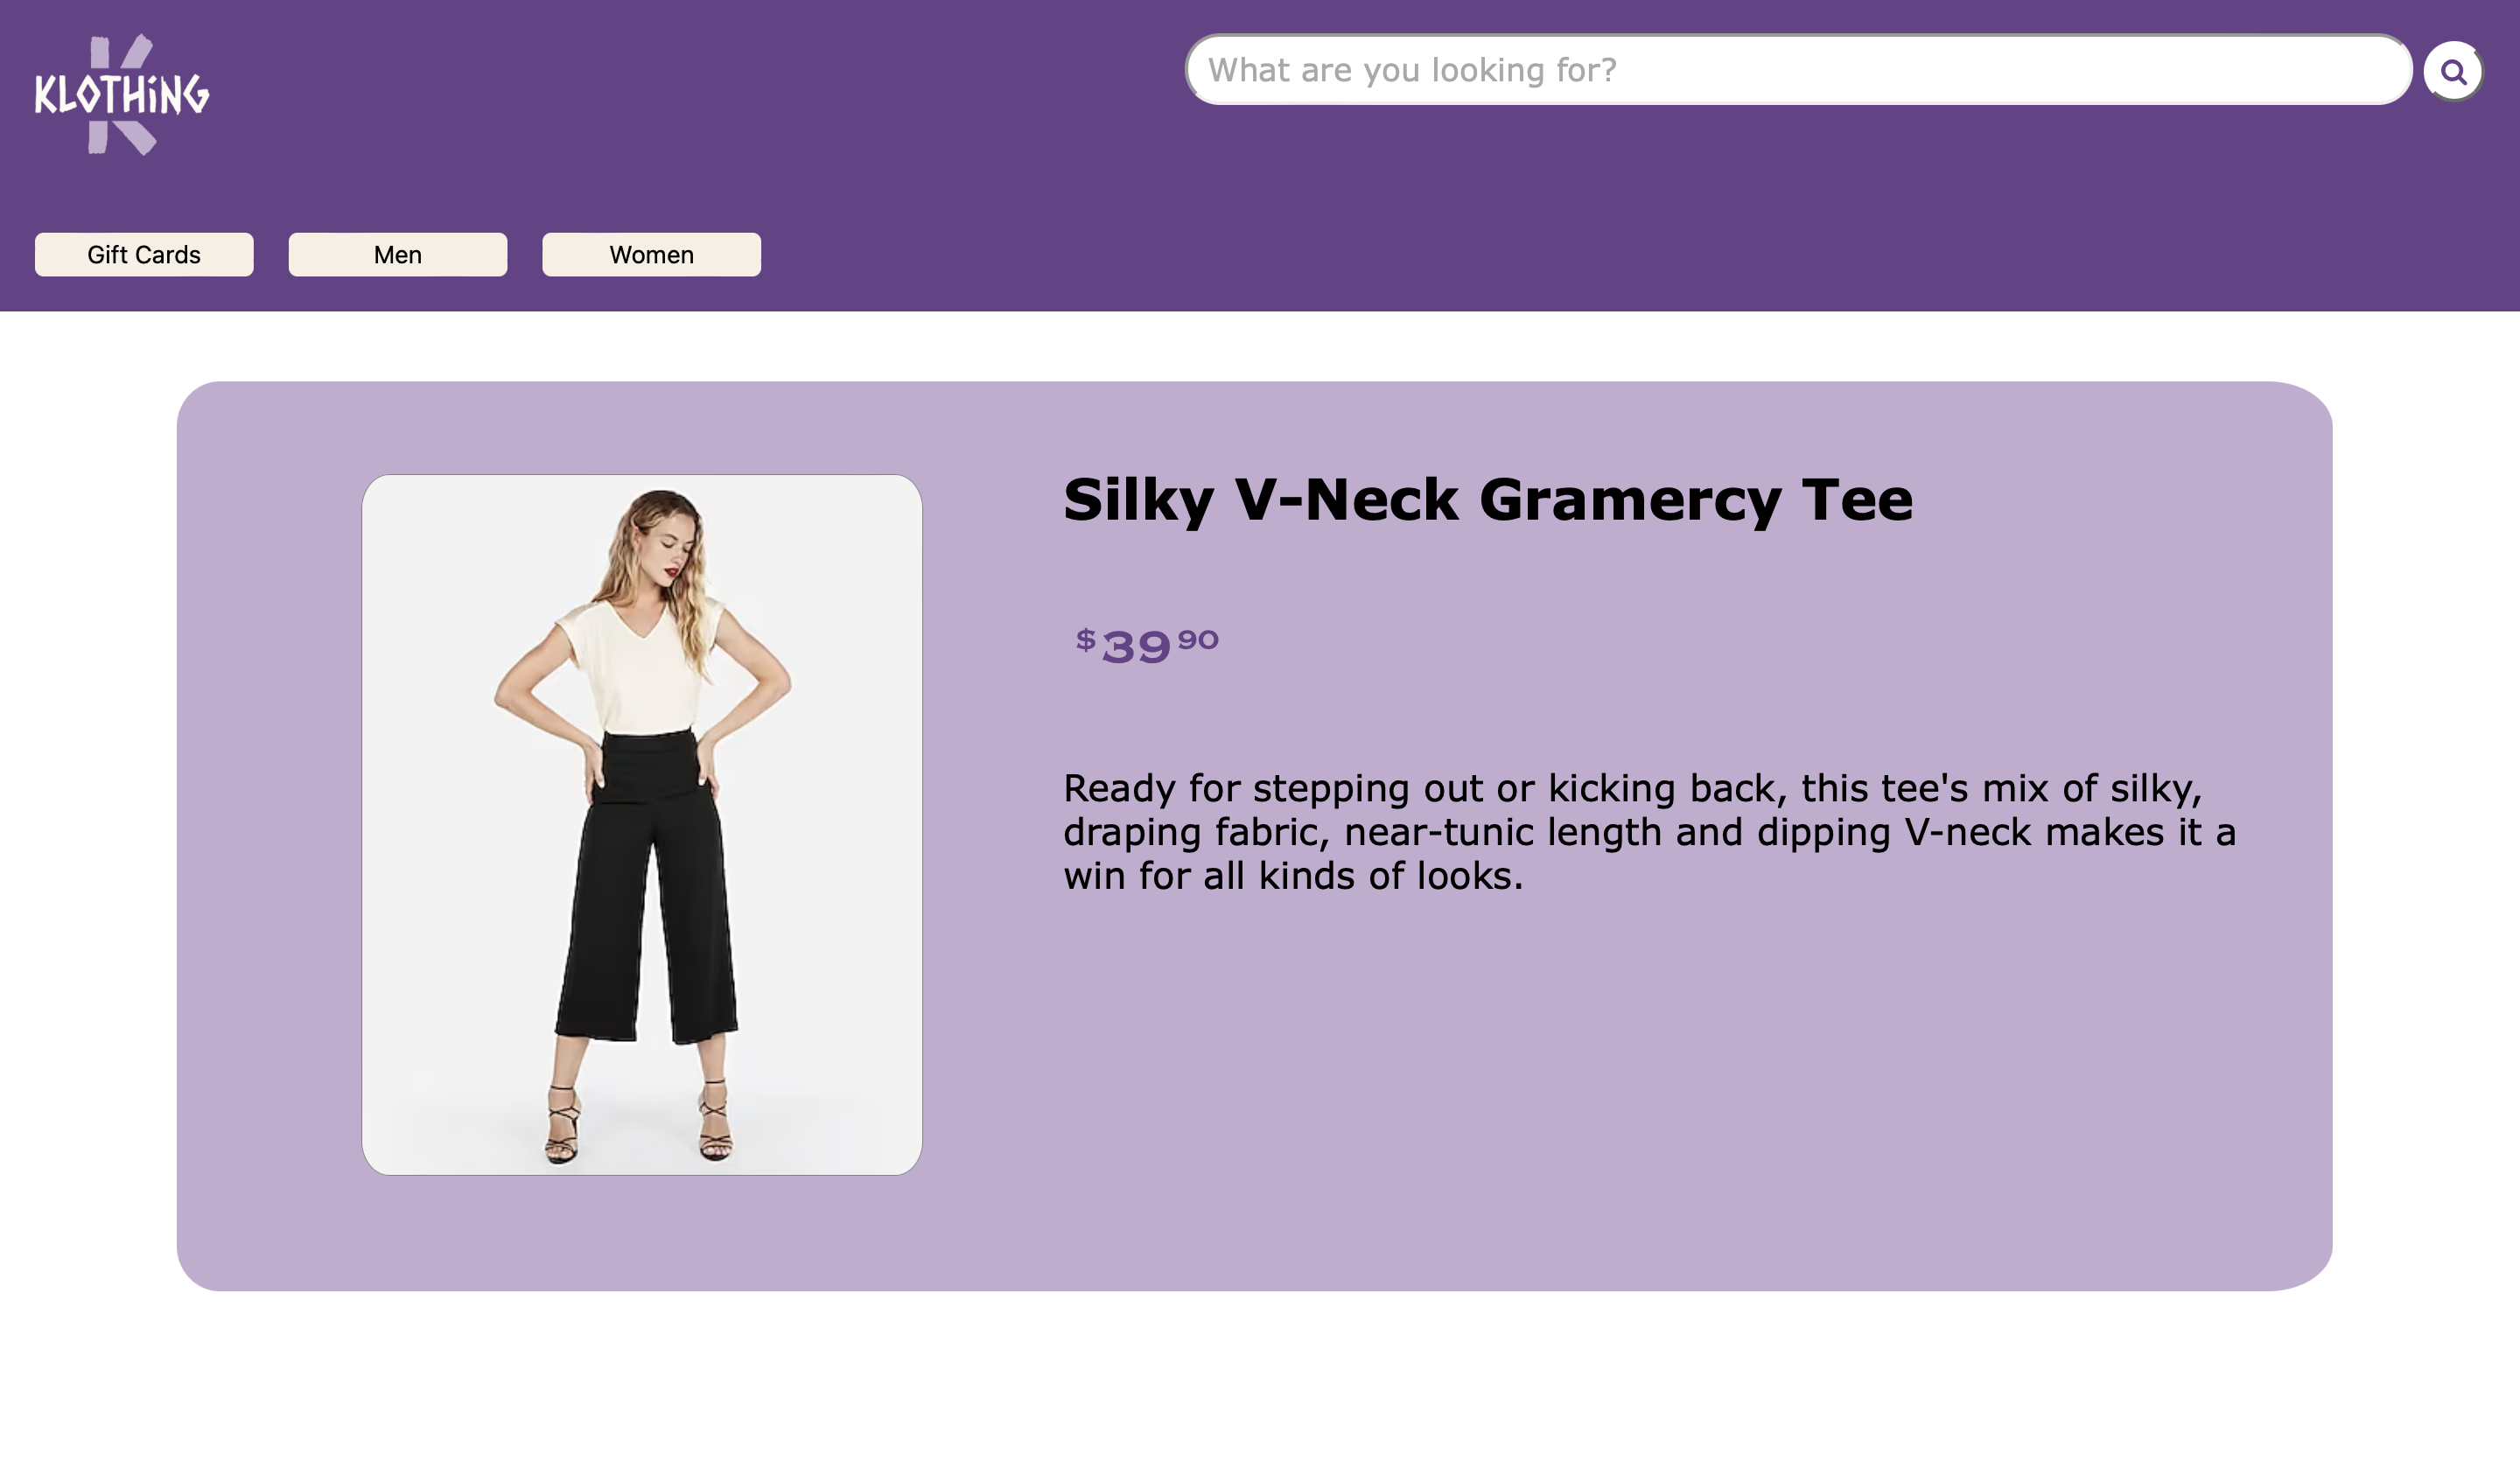 KLOTHiNG
What are you looking for?
Gift Cards
Men
Women
Silky V-Neck Gramercy Tee
$39 90
Ready for stepping out or kicking back, this tee's mix of silky,
draping fabric, near-tunic length and dipping V-neck makes it a
win for all kinds of looks.